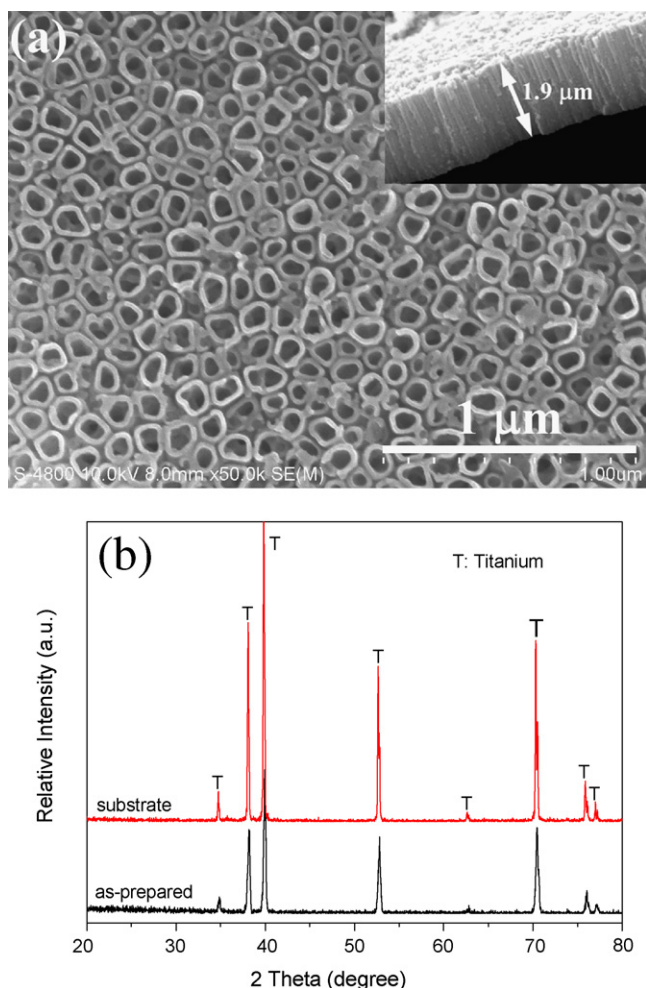 (a)
1.9 μm
1 μm
S-4800 10.0kV 8.0mm x50.0k SE(M)
1.00um
(b)
T
T: Titanium
T
T
T
T
T
T
T
substrate
as-prepared
Relative Intensity (a.u.)
20 30 40 50 60 70 80
2 Theta (degree)